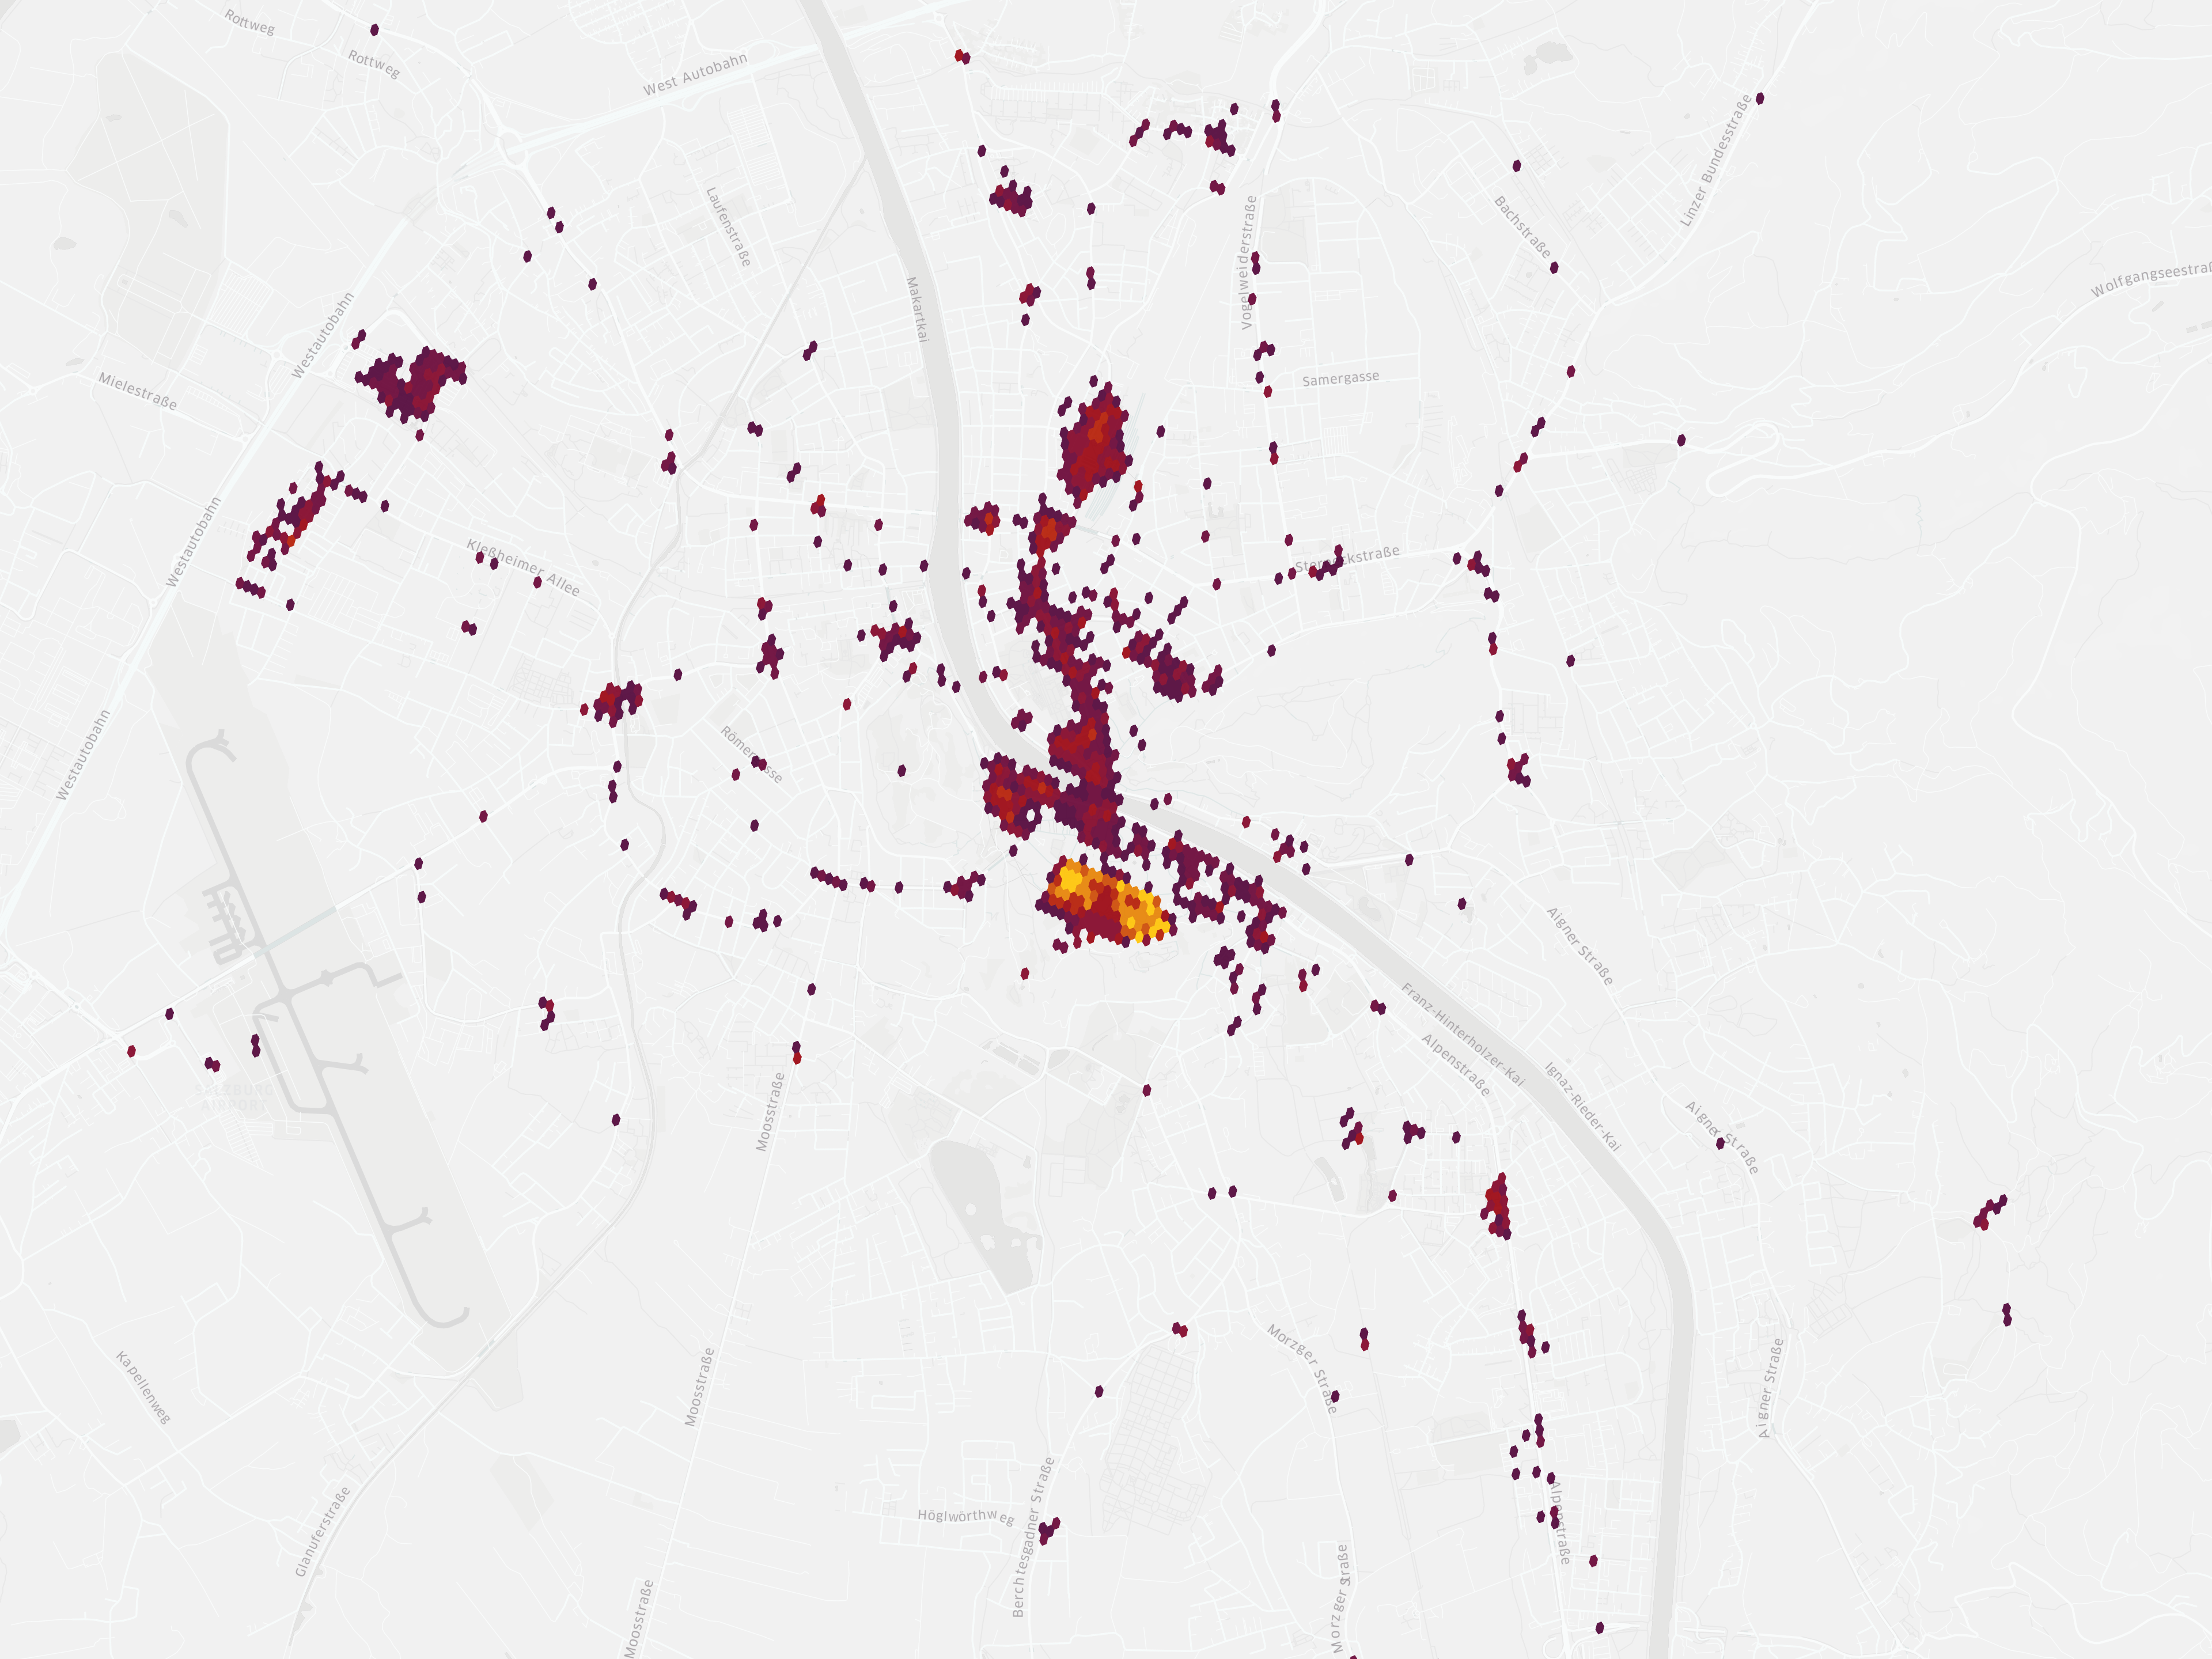 Rottweg
Rottweg
West Autobahn
Laufenstraße
Makartkai
Vogelweiderstraße
Bachstraße
Linzer Bundesstraße
Westautobahn
Mielestraße
Samergasse
Westautobahn
Kleßheimer Allee
Westautobahn
Römergasse
Aigner Straße
Franz-Hinterholzer-Kai
Alpenstraße
Ignaz-Rieder-Kai
Aigner Straße
SALZBURG
AIRPORT
Moosstraße
Kapellenweg
Moosstraße
Morzger Straße
Aigner Straße
Glanuferstraße
Höglwörthweg
Berchtesgadner Straße
Alpenstraße
Moosstraße
Morzger Straße